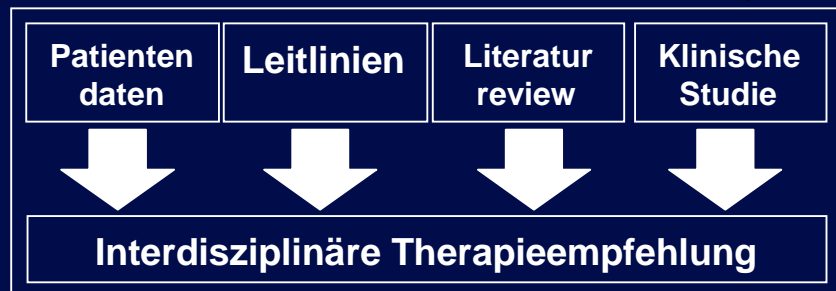 Patienten
daten
Leitlinien
Literatur
review
Klinische
Studie
Interdisziplinäre Therapieempfehlung